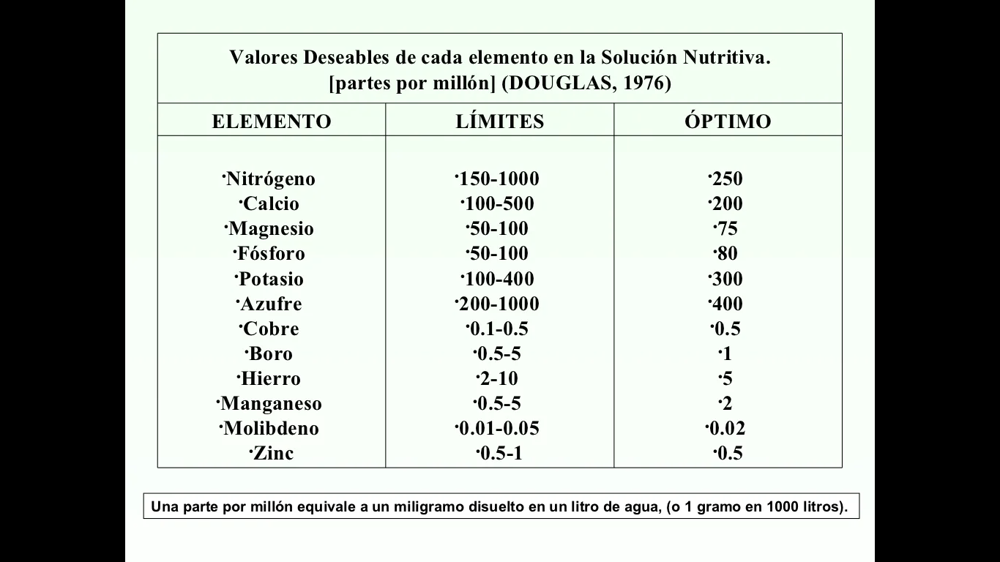 Valores Deseables de cada elemento en la Solución Nutritiva.
[partes por millón] (DOUGLAS, 1976)
ELEMENTO LÍMITES ÓPTIMO
·Nitrógeno ·150-1000 ·250
·Calcio ·100-500 ·200
·Magnesio ·50-100 ·75
·Fósforo ·50-100 ·80
·Potasio ·100-400 ·300
·Azufre ·200-1000 ·400
·Cobre ·0.1-0.5 ·0.5
·Boro ·0.5-5 ·1
·Hierro ·2-10 ·5
·Manganeso ·0.5-5 ·2
·Molibdeno ·0.01-0.05 ·0.02
·Zinc ·0.5-1 ·0.5
Una parte por millón equivale a un miligramo disuelto en un litro de agua, (o 1 gramo en 1000 litros).